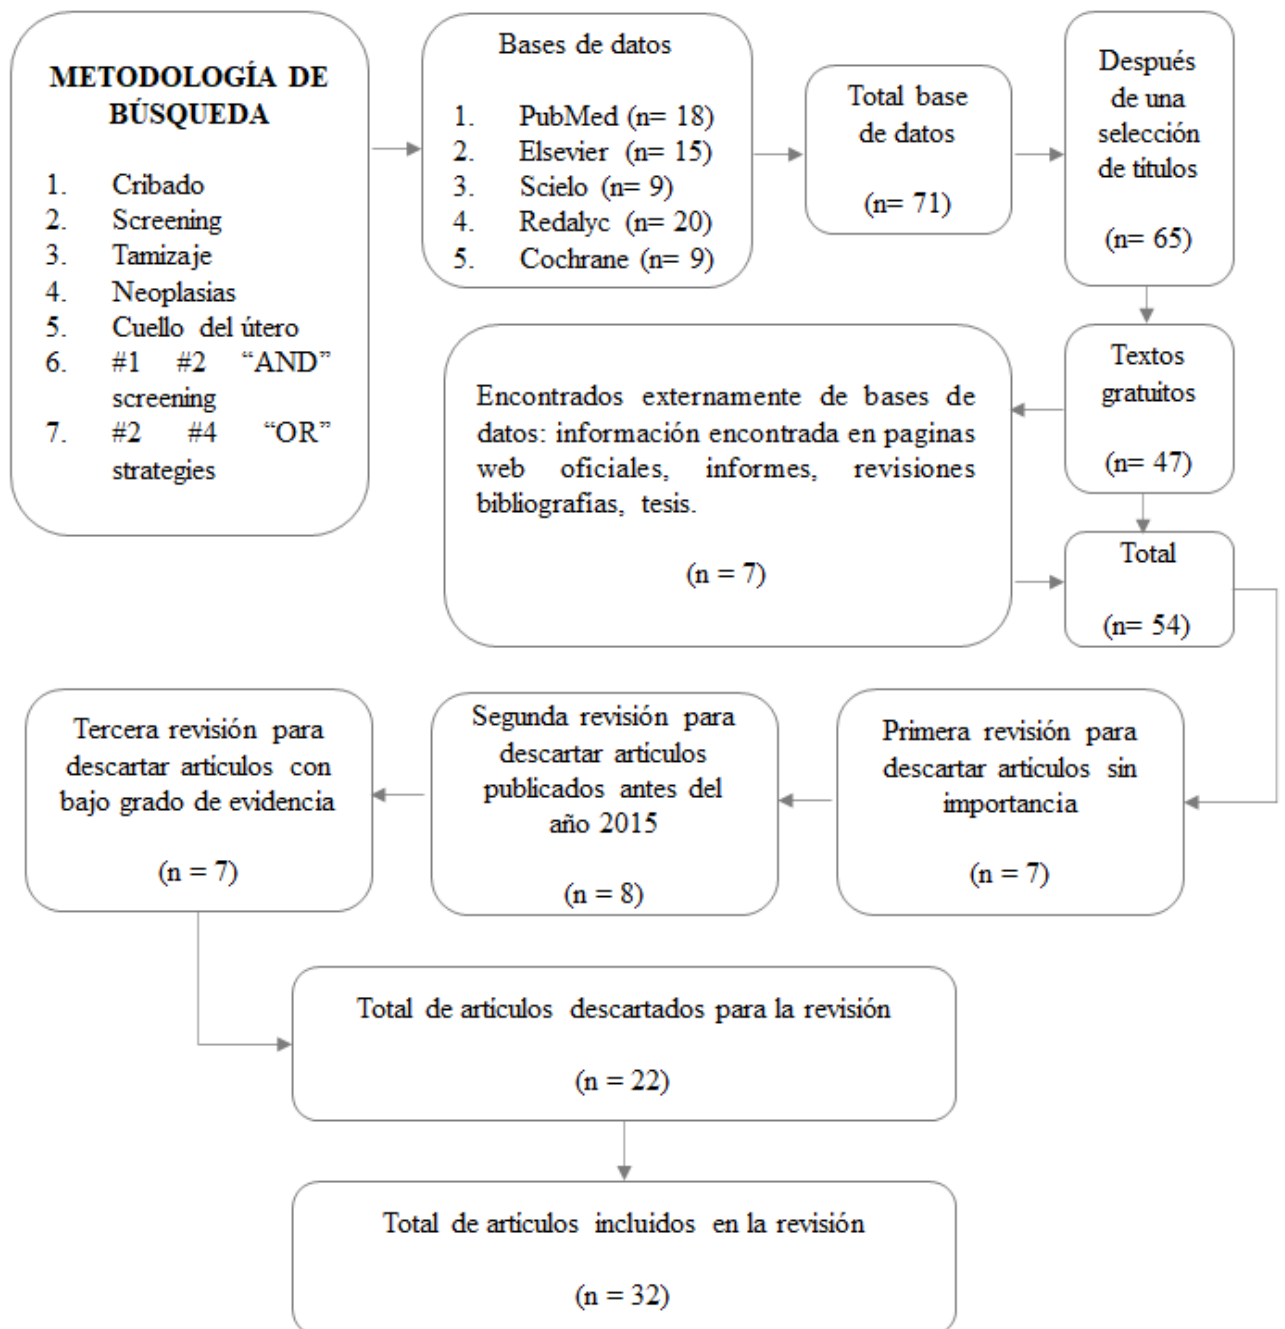 METODOLOGÍA DE
BÚSQUEDA
1. Cribado
2. Screening
3. Tamizaje
4. Neoplasias
5. Cuello del útero
6. #1 #2 “AND”
screening
7. #2 #4 “OR”
strategies
Bases de datos
1. PubMed (n= 18)
2. Elsevier (n= 15)
3. Scielo (n= 9)
4. Redalyc (n= 20)
5. Cochrane (n= 9)
Total base
de datos
(n= 71)
Después
de una
selección
de títulos
(n= 65)
Textos
gratuitos
(n= 47)
Encontrados externamente de bases de
datos: información encontrada en paginas
web oficiales, informes, revisiones
bibliografías, tesis.
(n = 7)
Total
(n= 54)
Primera revisión para
descartar artículos sin
importancia
(n = 7)
Segunda revisión para
descartar artículos
publicados antes del
año 2015
(n = 8)
Tercera revisión para
descartar artículos con
bajo grado de evidencia
(n = 7)
Total de artículos descartados para la revisión
(n = 22)
Total de artículos incluidos en la revisión
(n = 32)